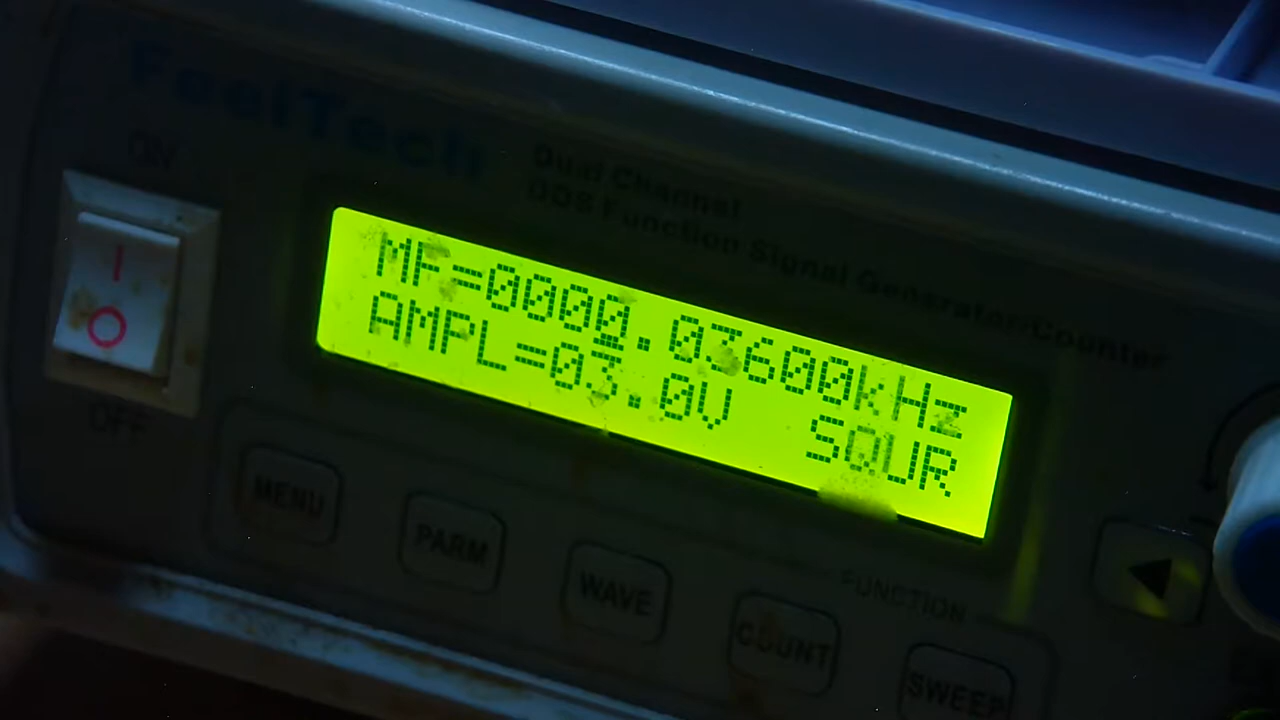 FeelTech
Dual Channel
DDS Function Signal Generator/Counter
ON
OFF
MF=0000.03600kHz
AMPL=03.0V SQUR
MENU
PARM
WAVE
COUNT
SWEEP
FUNCTION